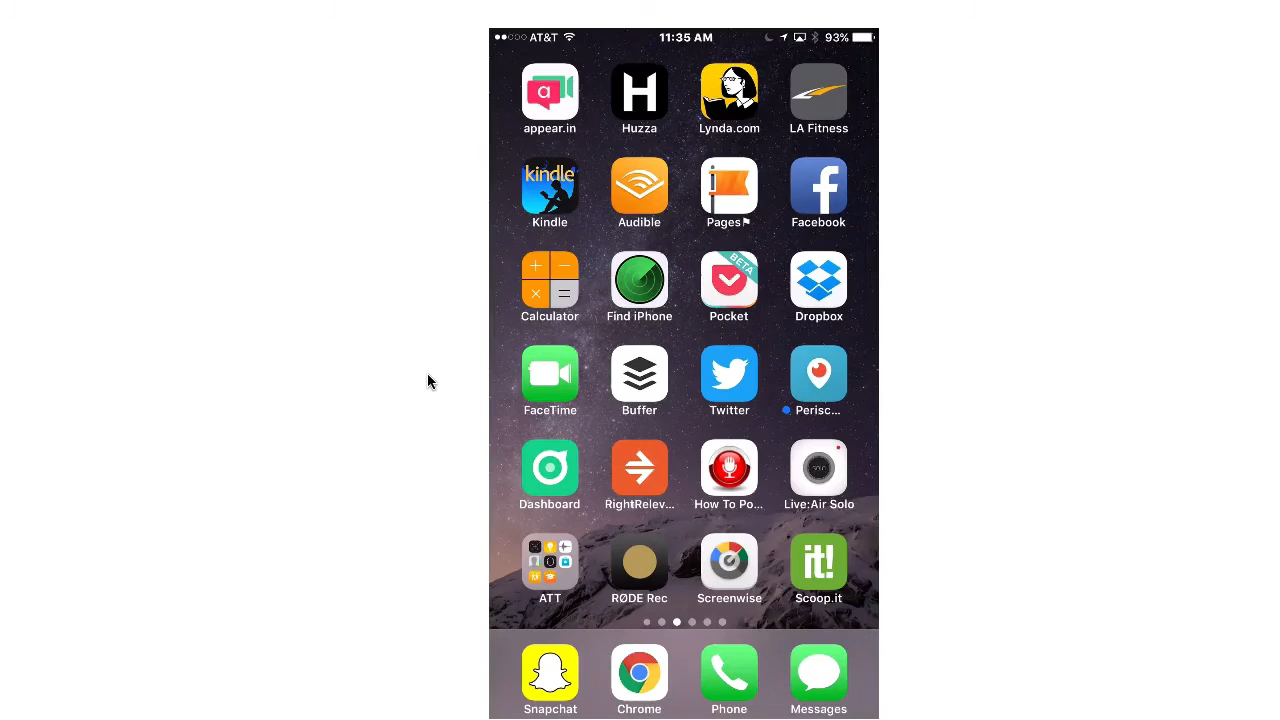 AT&T 11:35 AM 93%
a H
appear.in Huzza Lynda.com LA Fitness
kindle f
Kindle Audible Pages Facebook
BETA
Calculator Find iPhone Pocket Dropbox
FaceTime Buffer Twitter Perisc...
SOLO
Dashboard RightRelev... How To Po... Live:Air Solo
it!
ATT RØDE Rec Screenwise Scoop.it
Snapchat Chrome Phone Messages